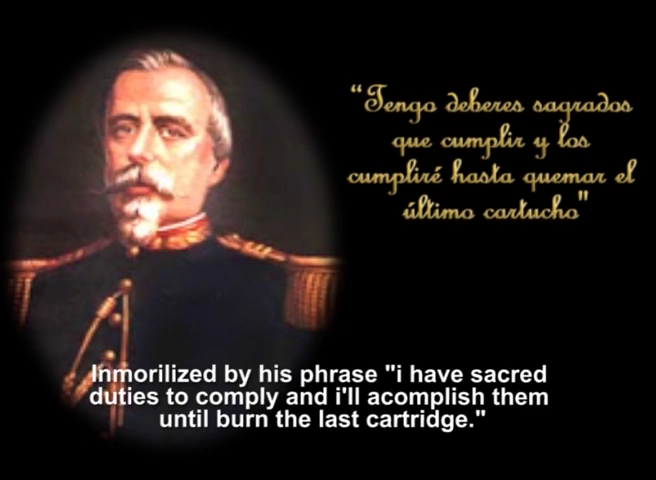 “Tengo deberes sagrados
que cumplir y los
cumpliré hasta quemar el
último cartucho"
Inmorilized by his phrase "i have sacred
duties to comply and i'll acomplish them
until burn the last cartridge."